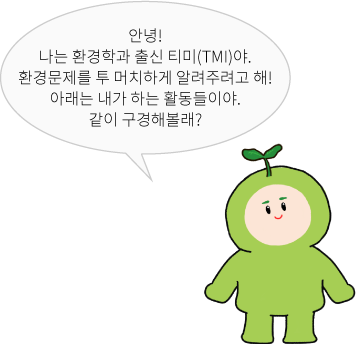 안녕!
나는 환경학과 출신 티미(TMI)야.
환경문제를 투 머치하게 알려주려고 해!
아래는 내가 하는 활동들이야.
같이 구경해볼래?